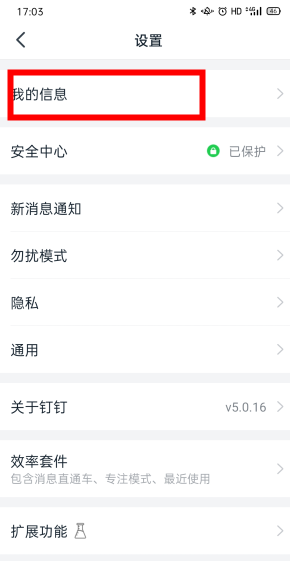 17:03 HD 46
设置
我的信息
安全中心 已保护
新消息通知
勿扰模式
隐私
通用
关于钉钉 v5.0.16
效率套件
包含消息直通车、专注模式、最近使用
扩展功能